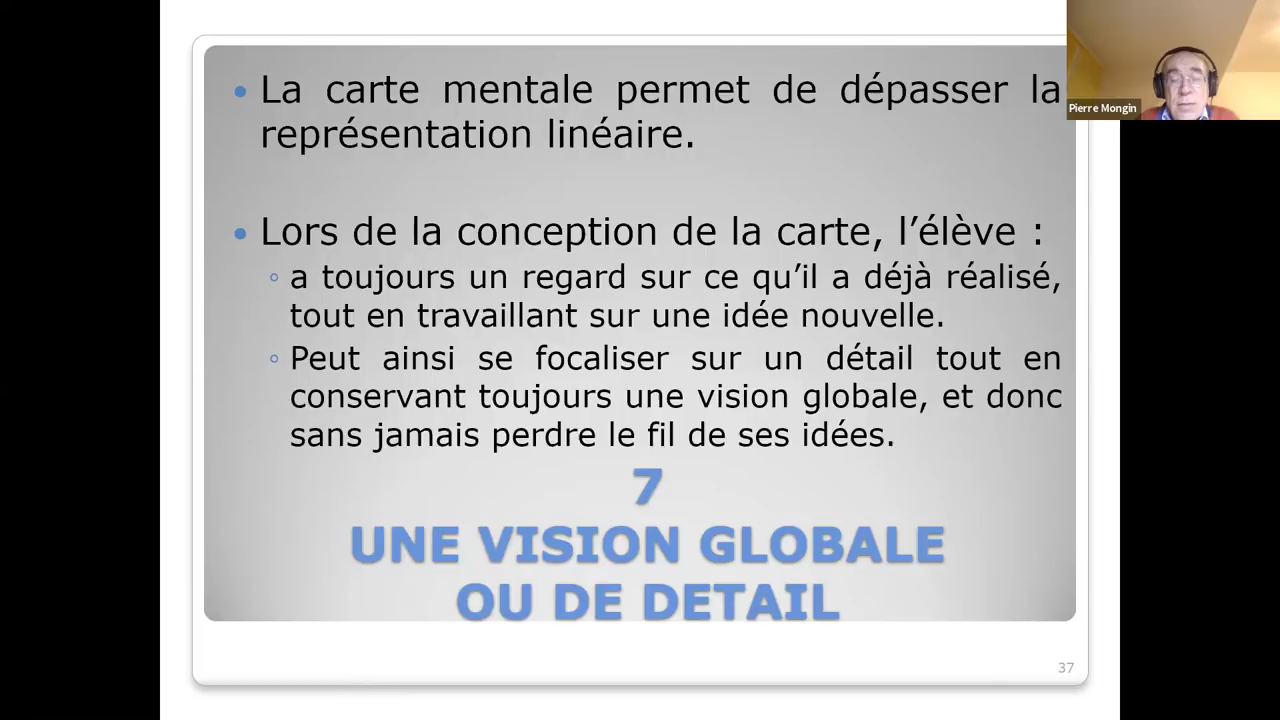 La carte mentale permet de dépasser la
représentation linéaire.
Lors de la conception de la carte, l’élève :
a toujours un regard sur ce qu’il a déjà réalisé,
tout en travaillant sur une idée nouvelle.
Peut ainsi se focaliser sur un détail tout en
conservant toujours une vision globale, et donc
sans jamais perdre le fil de ses idées.
7
UNE VISION GLOBALE
OU DE DETAIL
37
Pierre Mongin